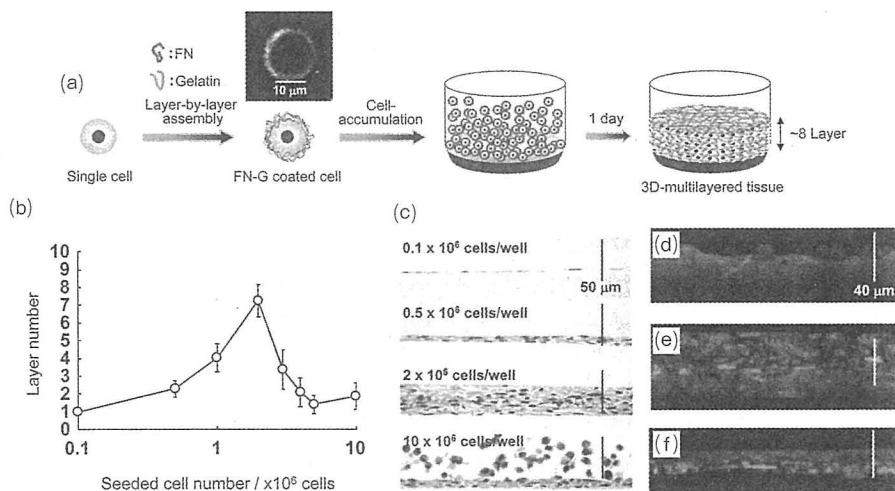 (a)
: FN
: Gelatin
10 μm
Layer-by-layer
assembly
Cell-
accumulation
1 day
~8 Layer
Single cell
FN-G coated cell
3D-multilayered tissue
(b)
10
9
8
7
6
5
4
3
2
1
0
Layer number
0.1
1
10
Seeded cell number / x10⁶ cells
(c)
0.1 x 10⁶ cells/well
50 μm
0.5 x 10⁶ cells/well
2 x 10⁶ cells/well
10 x 10⁶ cells/well
(d)
40 μm
(e)
(f)